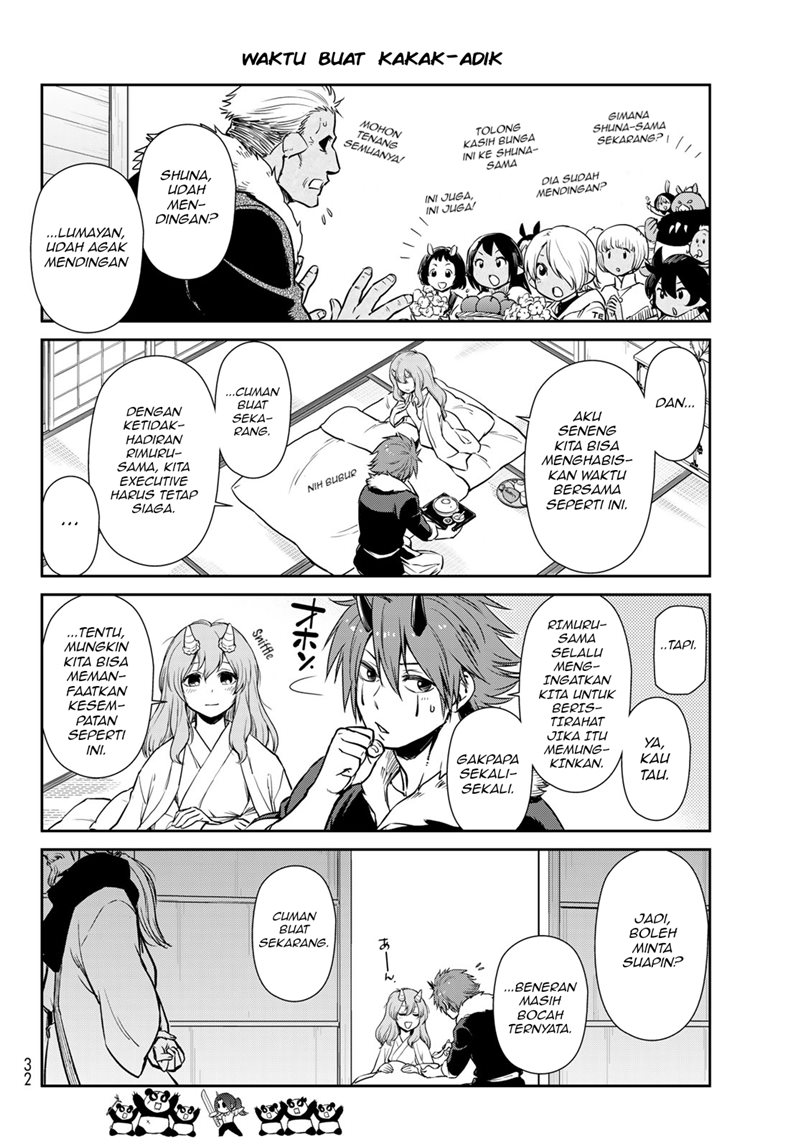 WAKTU BUAT KAKAK-ADIK
GIMANA
SHUNA-SAMA
SEKARANG?
TOLONG
KASIH BUNGA
INI KE SHUNA-
SAMA
MOHON
TENANG
SEMUANYA!
DIA SUDAH
MENDINGAN?
INI JUGA,
INI JUGA!
SHUNA,
UDAH
MEN-
DINGAN?
...LUMAYAN,
UDAH AGAK
MENDINGAN
DAN...
AKU
SENENG
KITA BISA
MENGHABIS-
KAN WAKTU
BERSAMA
SEPERTI INI.
...CUMAN
BUAT
SEKA-
RANG.
NIH BUBUR
DENGAN
KETIDAK-
HADIRAN
RIMURU-
SAMA, KITA
EXECUTIVE
HARUS TETAP
SIAGA.
...
..TAPI.
YA,
KAU
TAU.
RIMURU-
SAMA
SELALU
MENG-
INGATKAN
KITA UNTUK
BERIS-
TIRAHAT
JIKA ITU
MEMUNG-
KINKAN.
GAKPAPA
SEKALI-
SEKALI.
オホン
Sniffle
...TENTU,
MUNGKIN
KITA BISA
MEMAN-
FAATKAN
KESEM-
PATAN
SEPERTI
INI.
JADI,
BOLEH
MINTA
SUAPIN?
...BENERAN
MASIH
BOCAH
TERNYATA.
あーん
CUMAN
BUAT
SEKARANG.
32